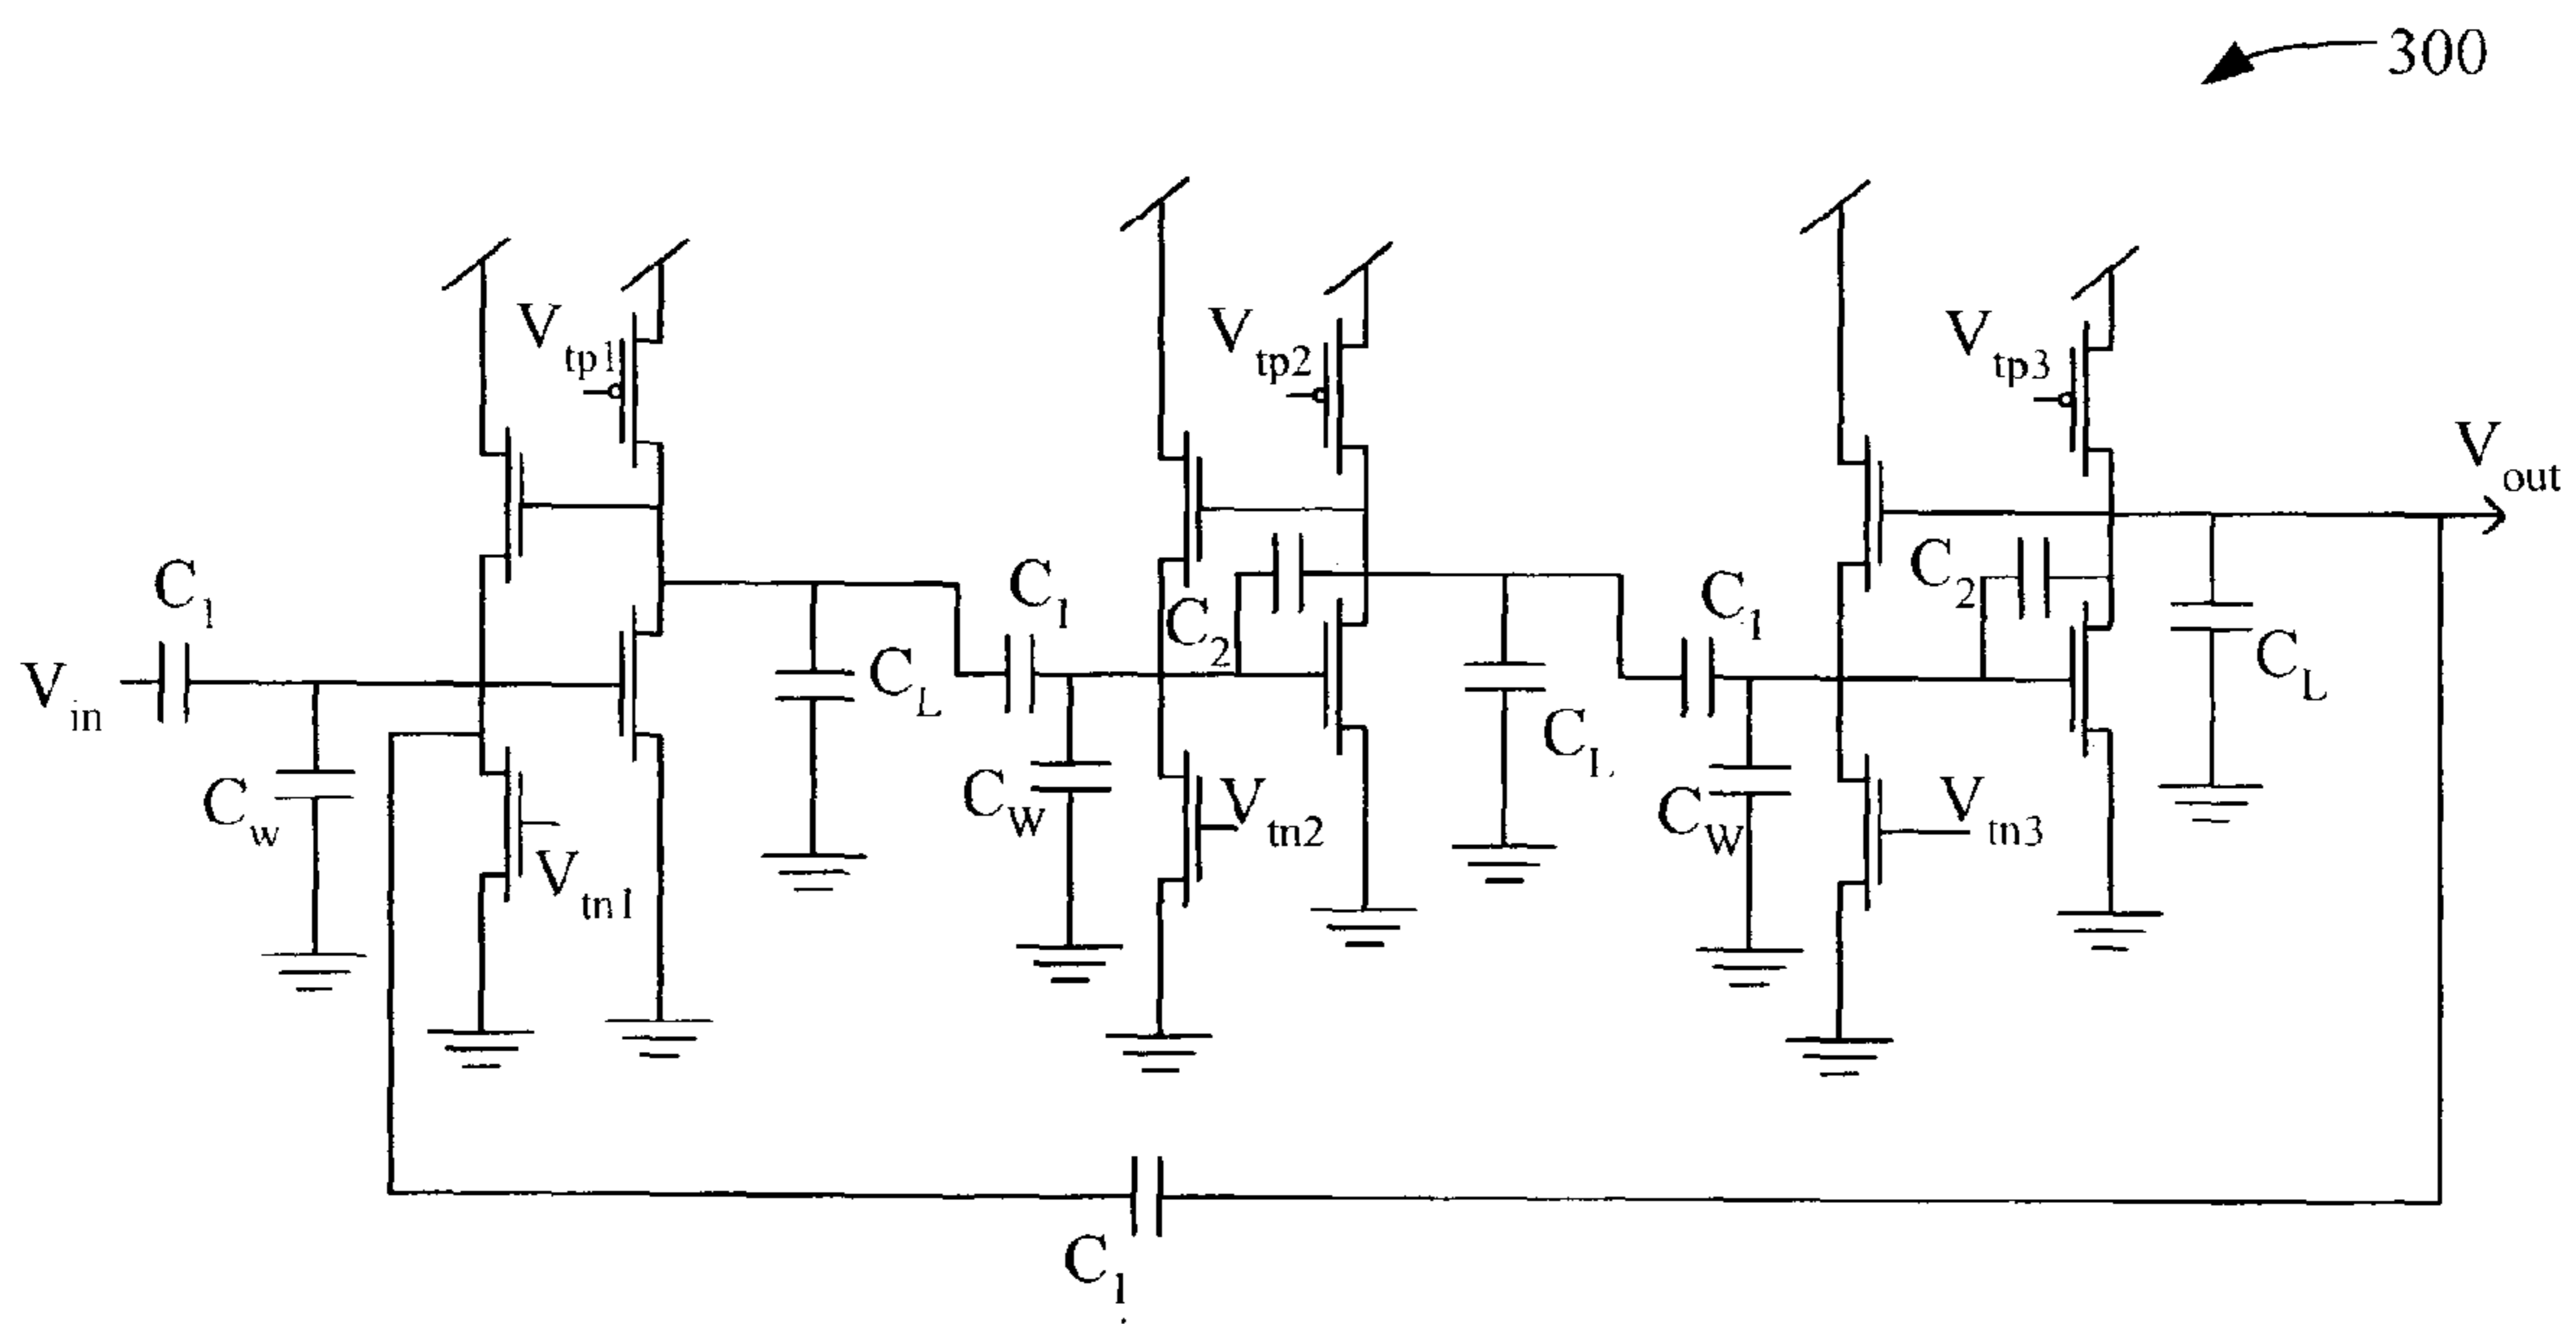 300
V_tp1
V_tp2
V_tp3
V_out
C_1
C_1
C_2
C_1
C_2
V_in
C_w
V_tn1
C_L
C_W
V_tn2
C_L
C_W
V_tn3
C_L
C_1